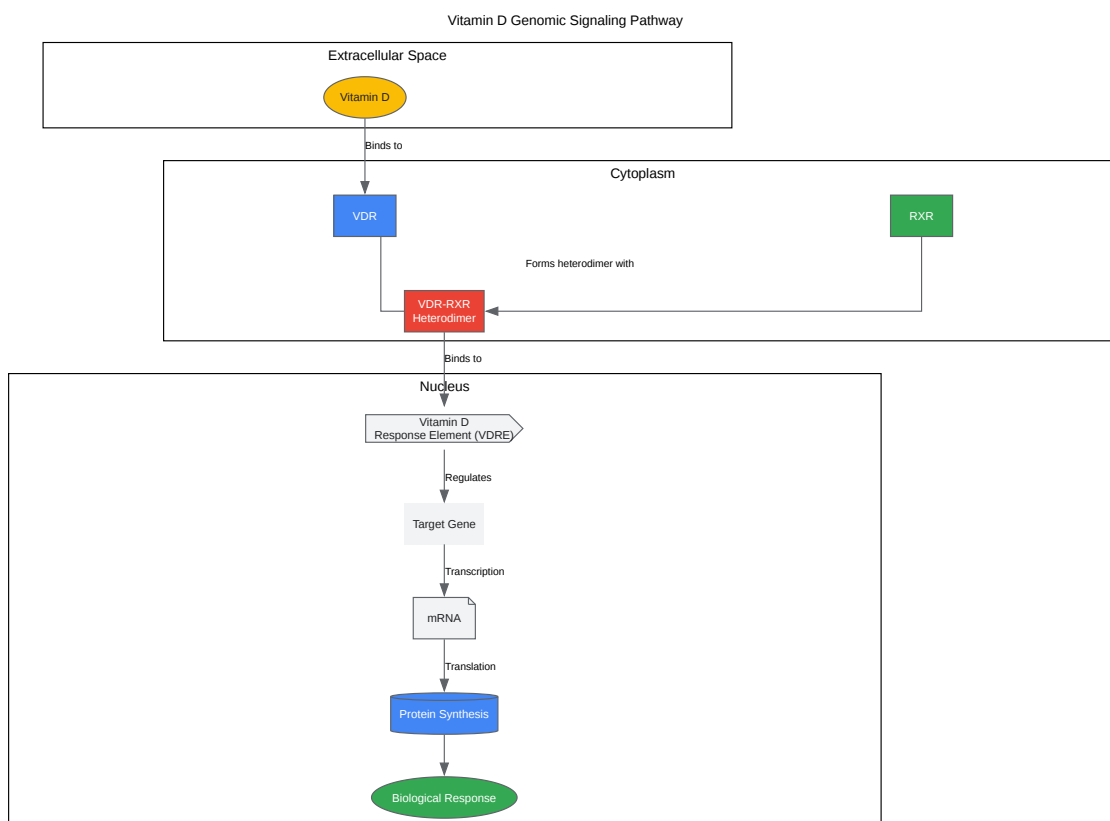 Vitamin D Genomic Signaling Pathway
Extracellular Space
Vitamin D
Binds to
Cytoplasm
VDR
RXR
Forms heterodimer with
VDR-RXR
Heterodimer
Binds to
Nucleus
Vitamin D
Response Element (VDRE)
Regulates
Target Gene
Transcription
mRNA
Translation
Protein Synthesis
Biological Response